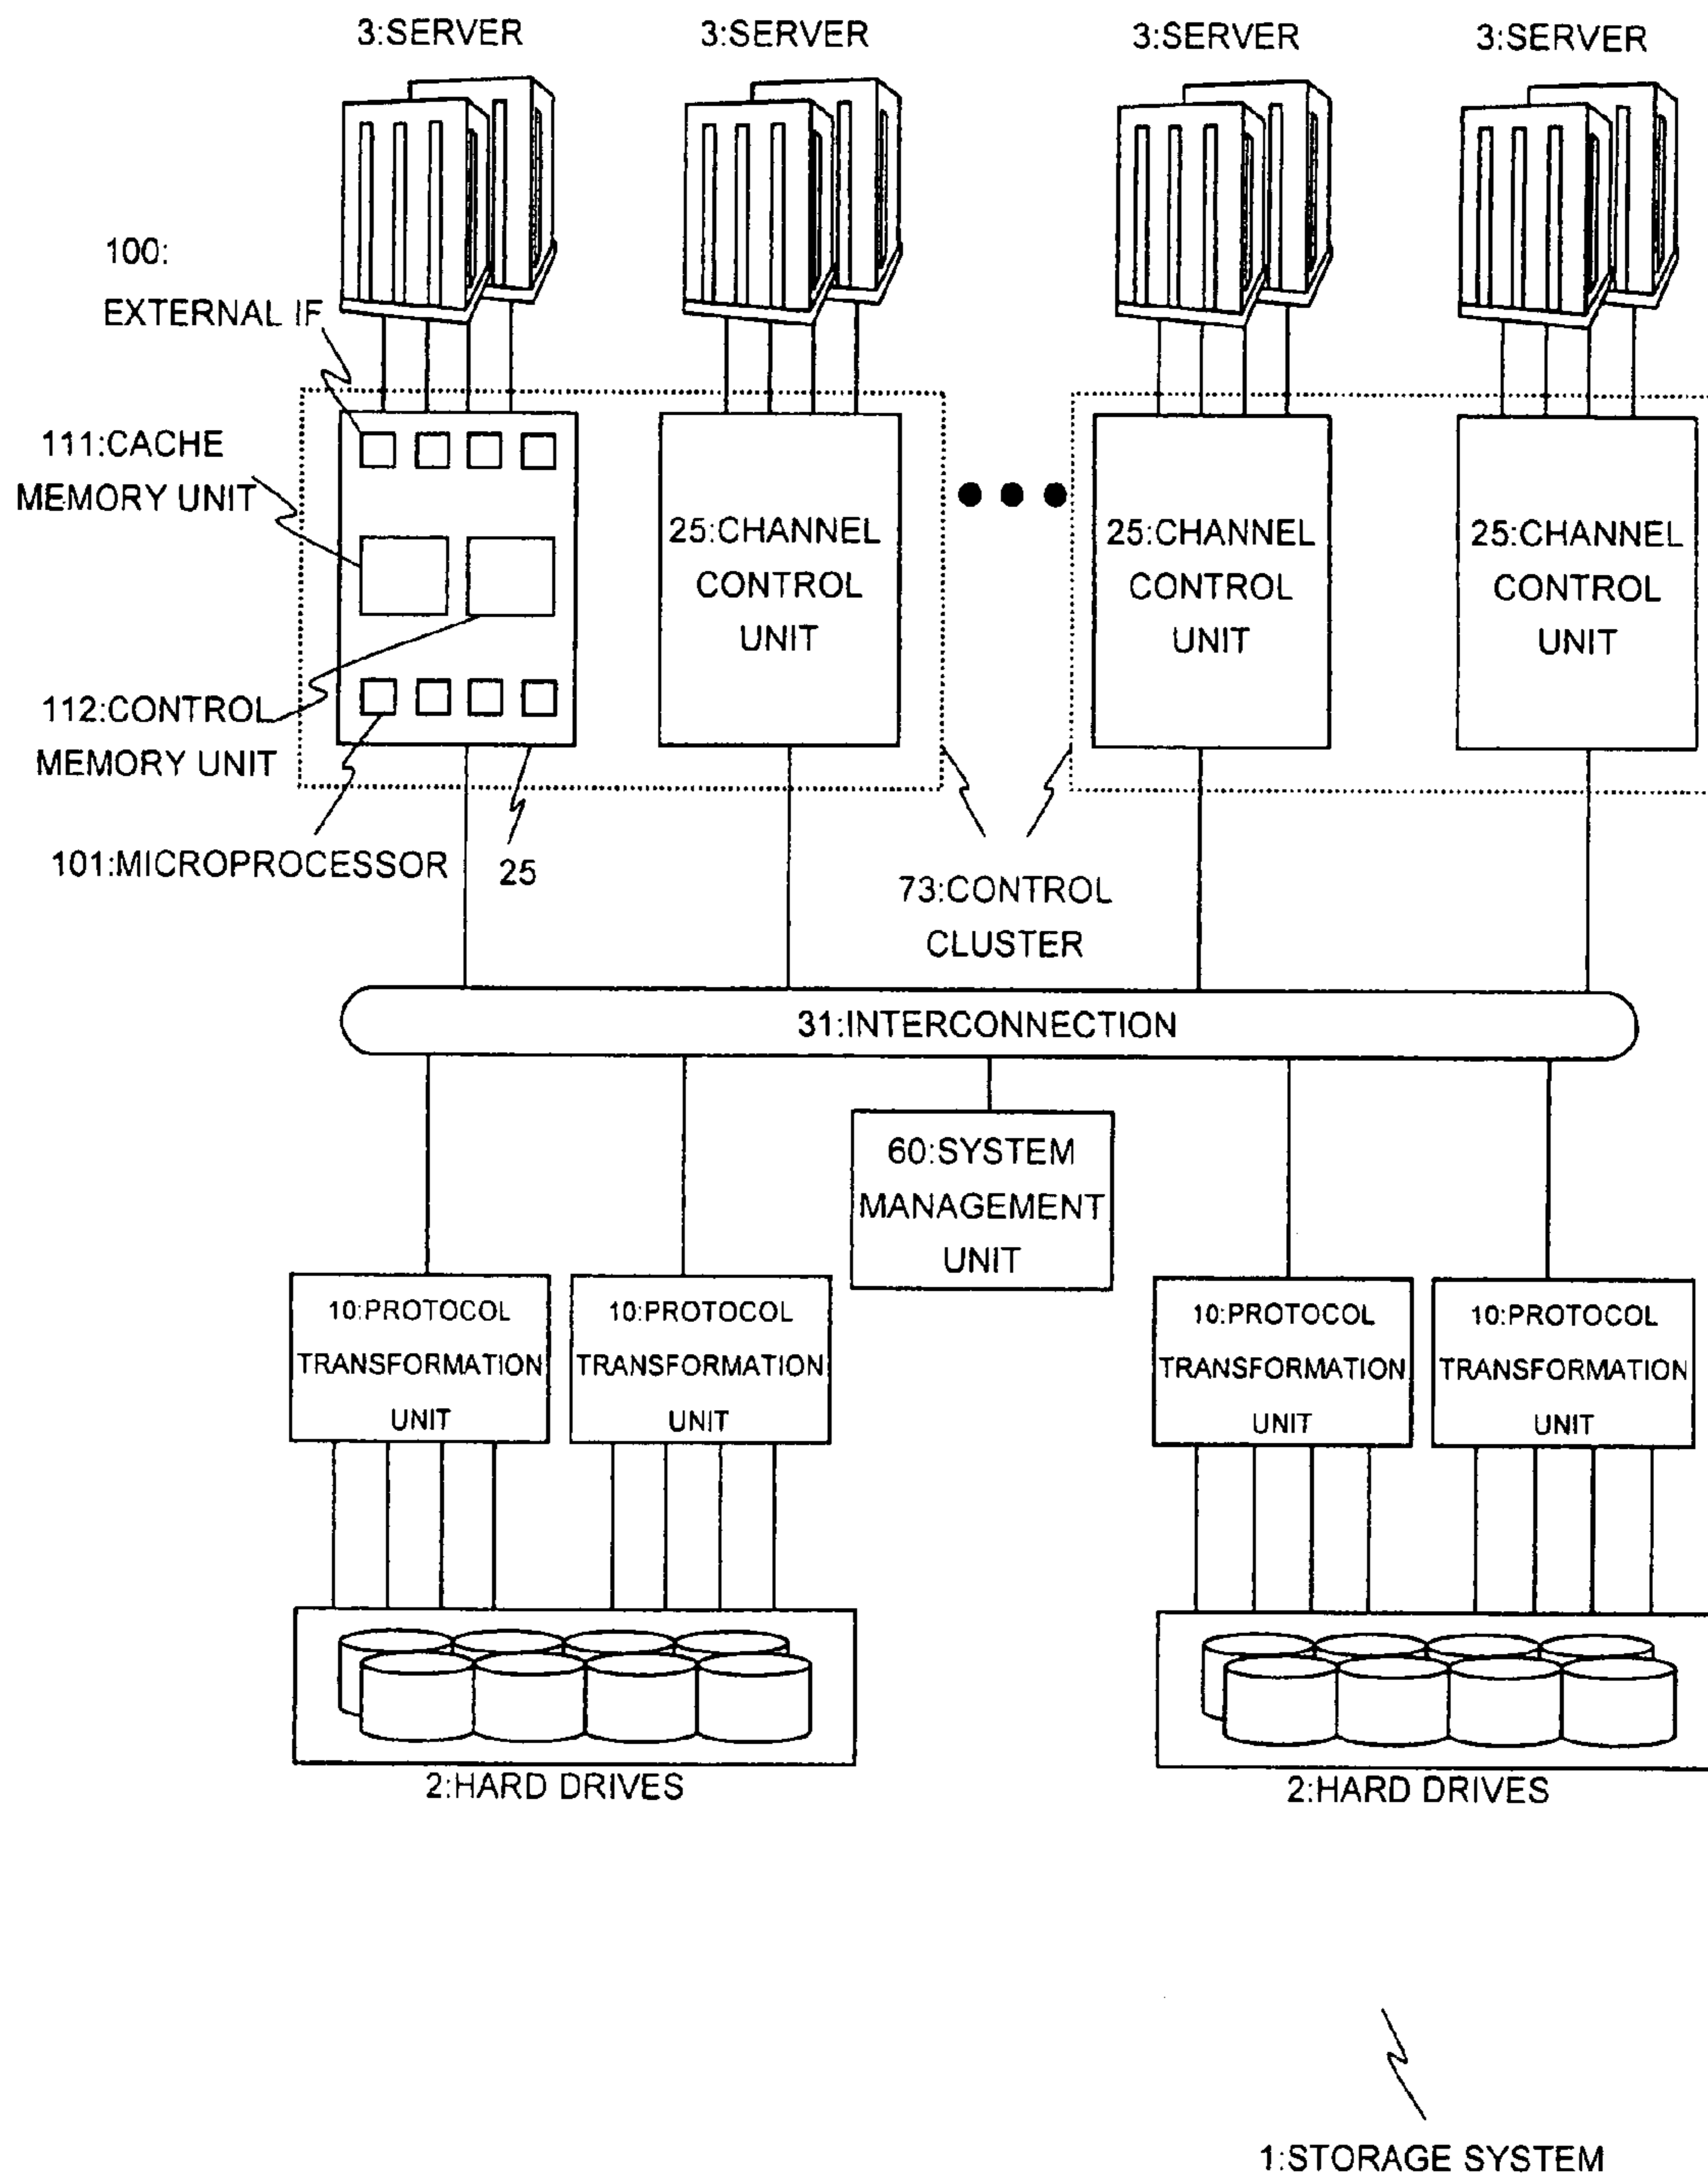 3:SERVER
3:SERVER
3:SERVER
3:SERVER
100:
EXTERNAL IF
111:CACHE
MEMORY UNIT
112:CONTROL
MEMORY UNIT
101:MICROPROCESSOR
25
25:CHANNEL
CONTROL
UNIT
25:CHANNEL
CONTROL
UNIT
25:CHANNEL
CONTROL
UNIT
73:CONTROL
CLUSTER
31:INTERCONNECTION
60:SYSTEM
MANAGEMENT
UNIT
10:PROTOCOL
TRANSFORMATION
UNIT
10:PROTOCOL
TRANSFORMATION
UNIT
10:PROTOCOL
TRANSFORMATION
UNIT
10:PROTOCOL
TRANSFORMATION
UNIT
2:HARD DRIVES
2:HARD DRIVES
1:STORAGE SYSTEM